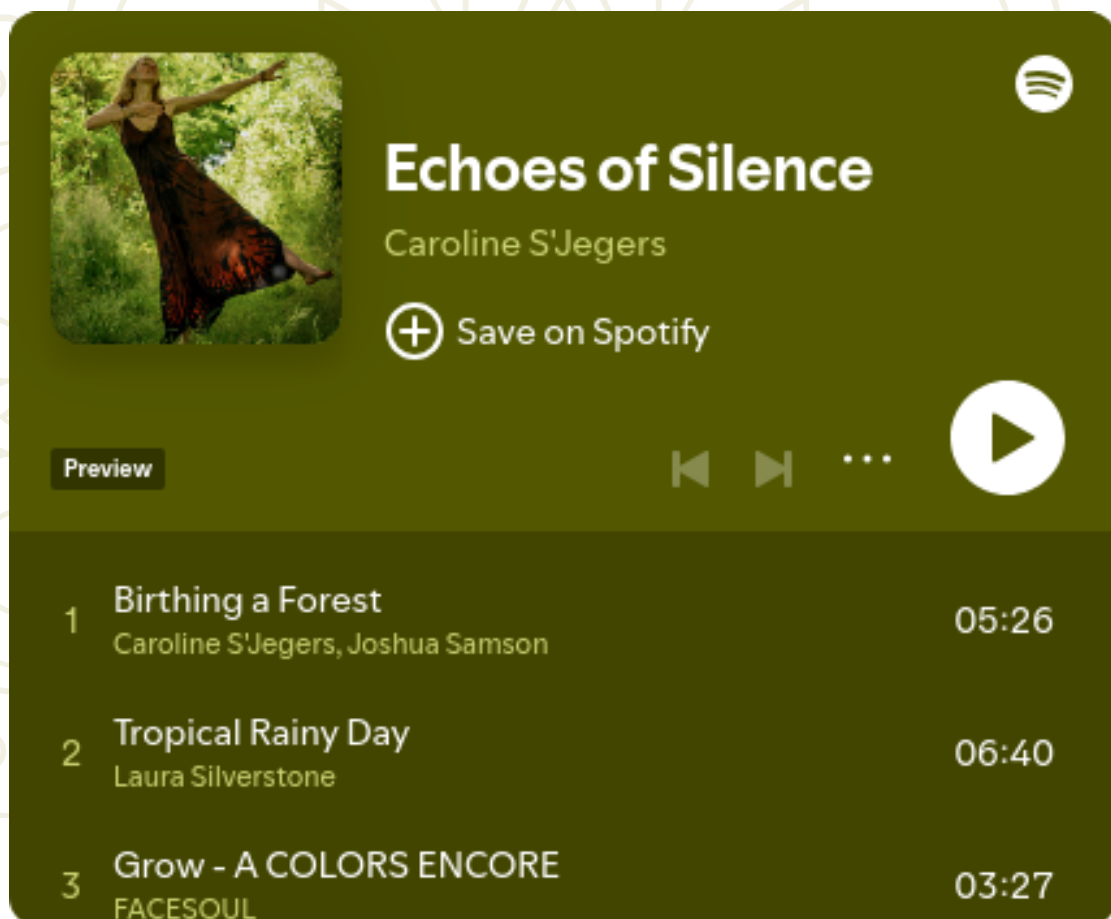 Echoes of Silence
Caroline S'Jegers
Save on Spotify
Preview
1 Birthing a Forest 05:26
Caroline S'Jegers, Joshua Samson
2 Tropical Rainy Day 06:40
Laura Silverstone
3 Grow - A COLORS ENCORE 03:27
FACESOUL